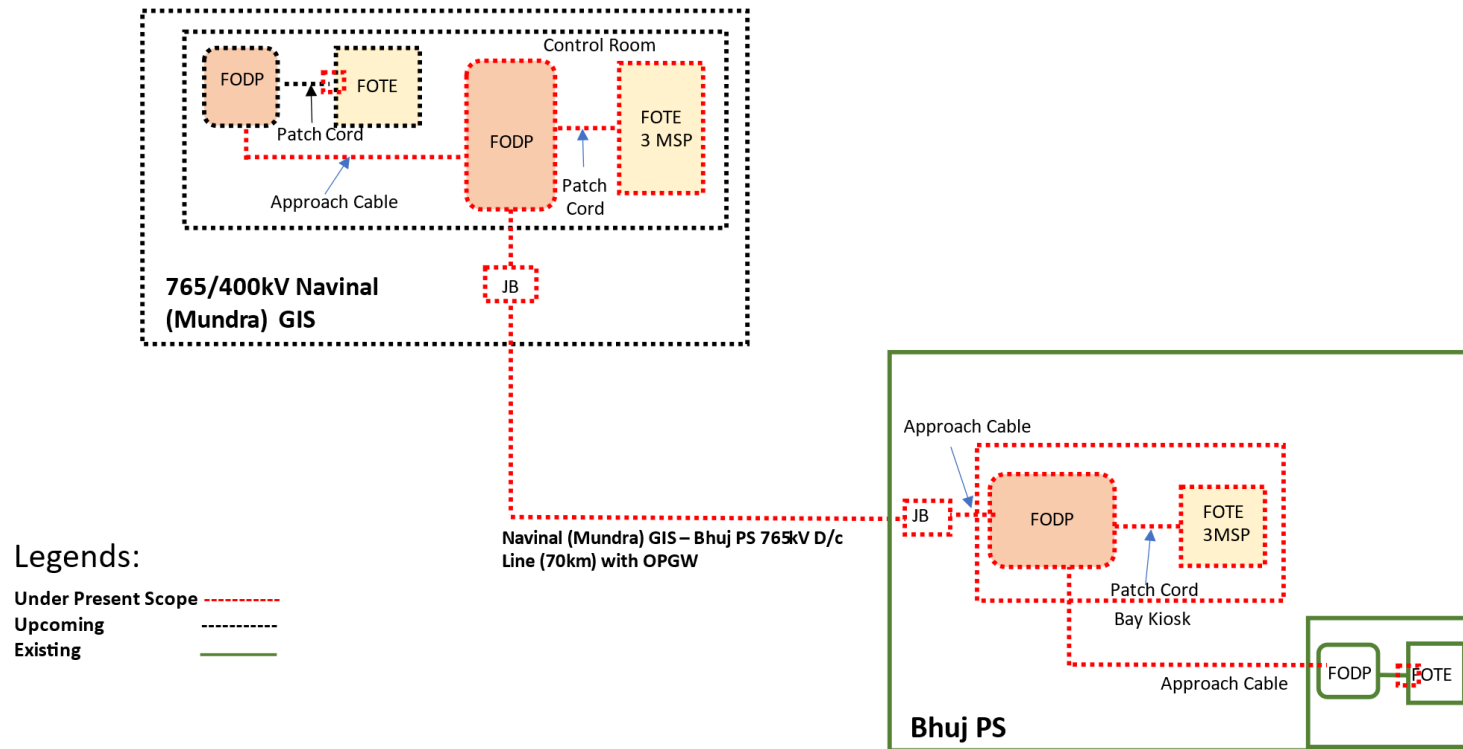 Control Room
FODP
FOTE
Patch Cord
Approach Cable
FODP
FOTE
3 MSP
Patch
Cord
JB
765/400kV Navinal
(Mundra) GIS
Approach Cable
JB
FODP
FOTE
3MSP
Patch Cord
Bay Kiosk
Navinal (Mundra) GIS – Bhuj PS 765kV D/c
Line (70km) with OPGW
Approach Cable
FODP
FOTE
Bhuj PS
Legends:
Under Present Scope
Upcoming
Existing